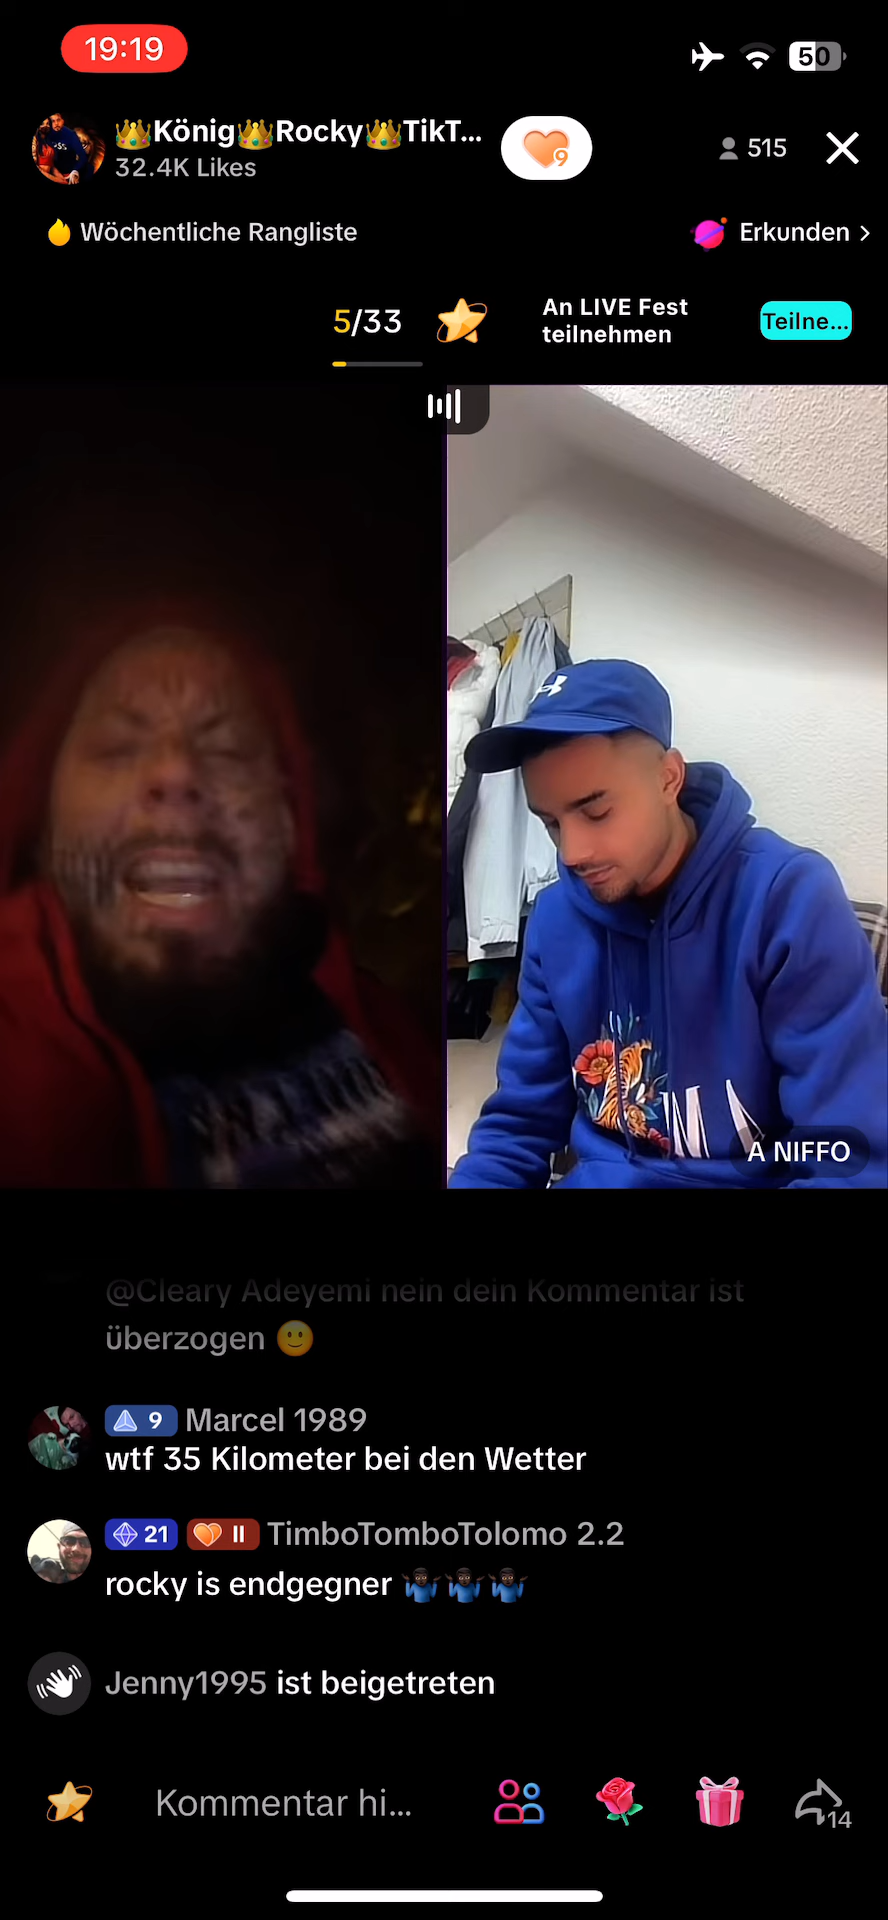 19:19
50
👑König👑Rocky👑TikT...
9
32.4K Likes
515
Wöchentliche Rangliste
Erkunden >
5/33
An LIVE Fest
teilnehmen
Teilne...
A NIFFO
@Cleary Adeyemi nein dein Kommentar ist
überzogen 🙂
9 Marcel 1989
wtf 35 Kilometer bei den Wetter
21 II TimboTomboTolomo 2.2
rocky is endgegner 🤷🏿‍♂️🤷🏿‍♂️🤷🏿‍♂️
Jenny1995 ist beigetreten
Kommentar hi...
14